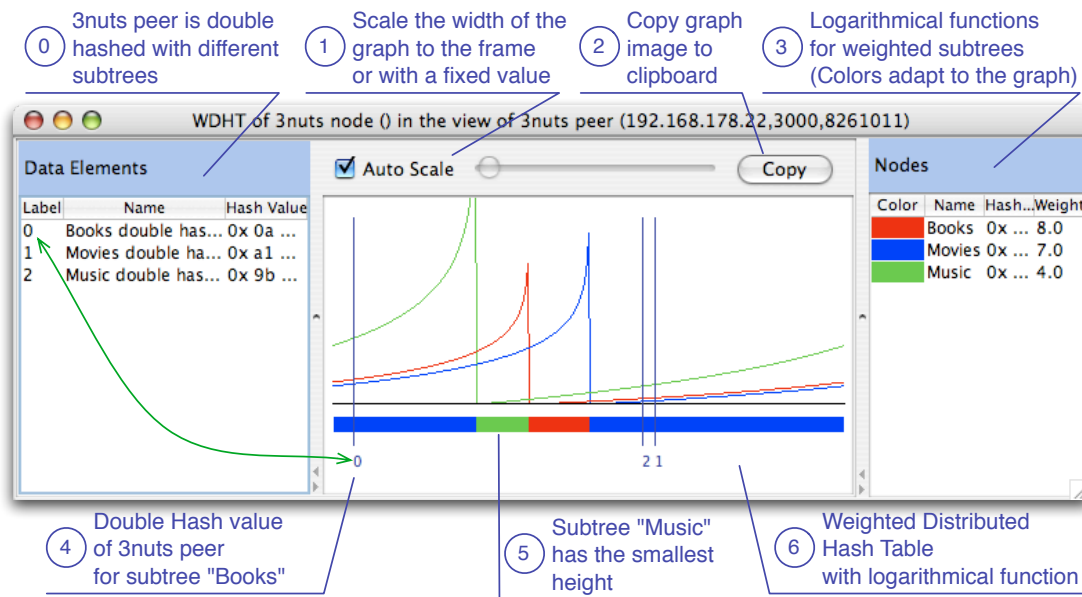 0 3nuts peer is double
hashed with different
subtrees
1 Scale the width of the
graph to the frame
or with a fixed value
2 Copy graph
image to
clipboard
3 Logarithmical functions
for weighted subtrees
(Colors adapt to the graph)
WDHT of 3nuts node () in the view of 3nuts peer (192.168.178.22,3000,8261011)
Data Elements
Label Name Hash Value
0 Books double has... 0x 0a ...
1 Movies double ha... 0x a1 ...
2 Music double has... 0x 9b ...
Auto Scale Copy
0 2 1
Nodes
Color Name Hash...Weight
Books 0x ... 8.0
Movies 0x ... 7.0
Music 0x ... 4.0
4 Double Hash value
of 3nuts peer
for subtree "Books"
5 Subtree "Music"
has the smallest
height
6 Weighted Distributed
Hash Table
with logarithmical function